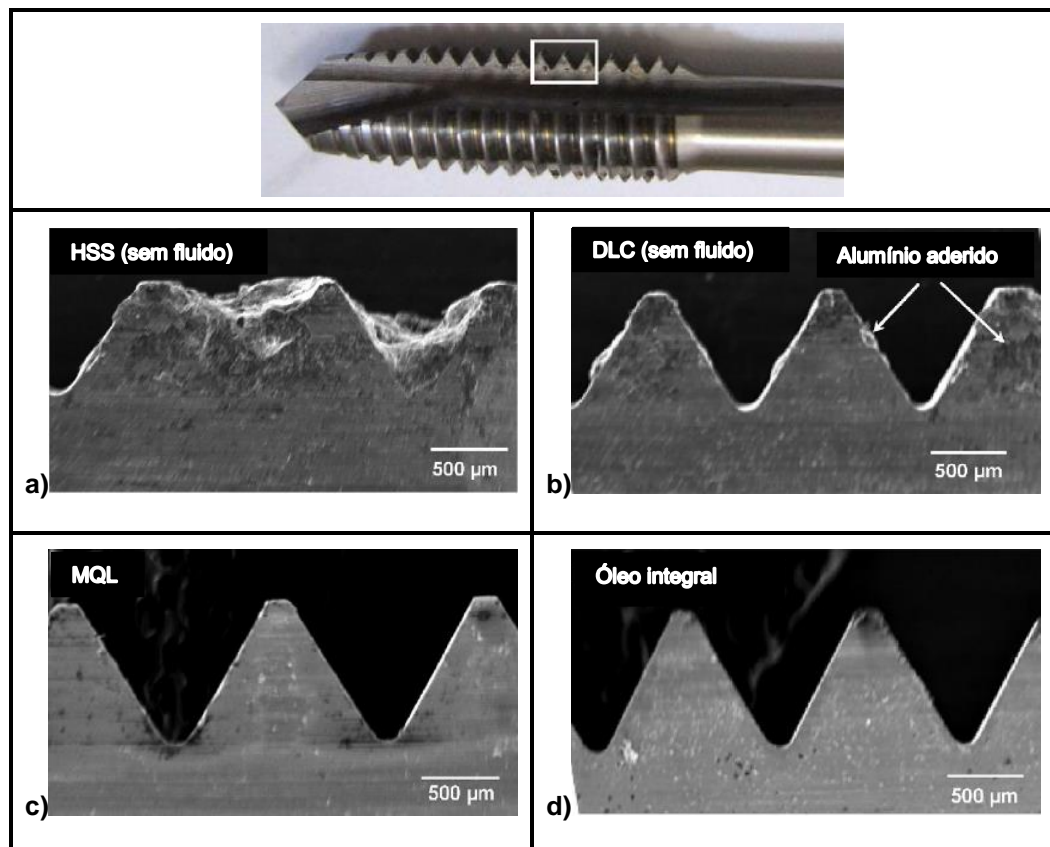 HSS (sem fluido)
500 µm
a)
DLC (sem fluido)
Alumínio aderido
500 µm
b)
MQL
500 µm
c)
Óleo integral
500 µm
d)